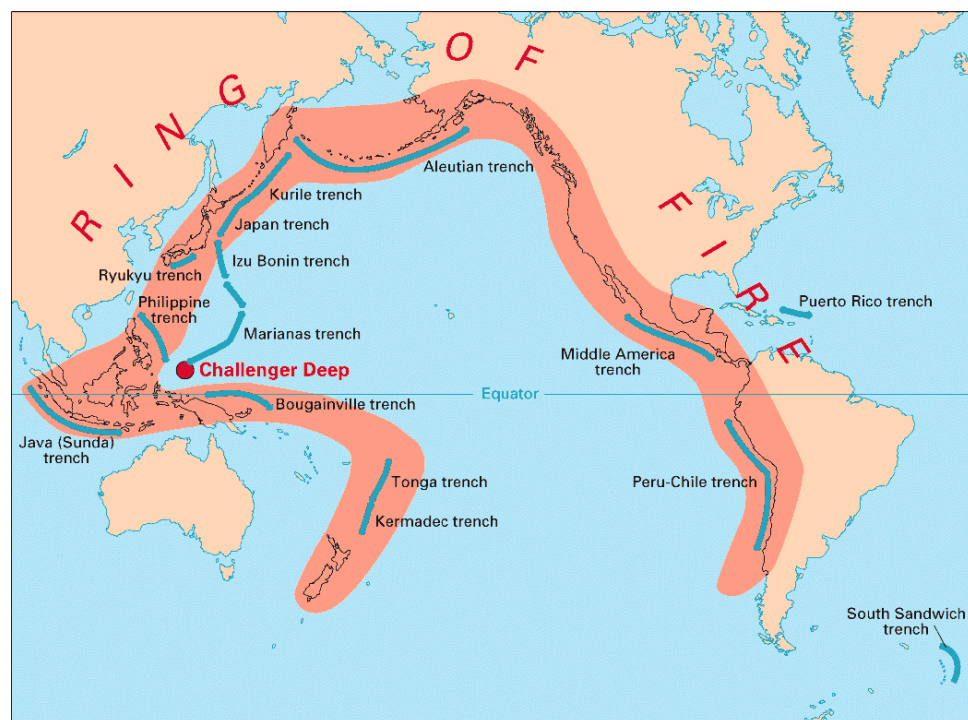 RING OF FIRE
Aleutian trench
Kurile trench
Japan trench
Izu Bonin trench
Ryukyu trench
Philippine
trench
Marianas trench
Challenger Deep
Puerto Rico trench
Middle America
trench
Equator
Bougainville trench
Java (Sunda)
trench
Tonga trench
Peru-Chile trench
Kermadec trench
South Sandwich
trench